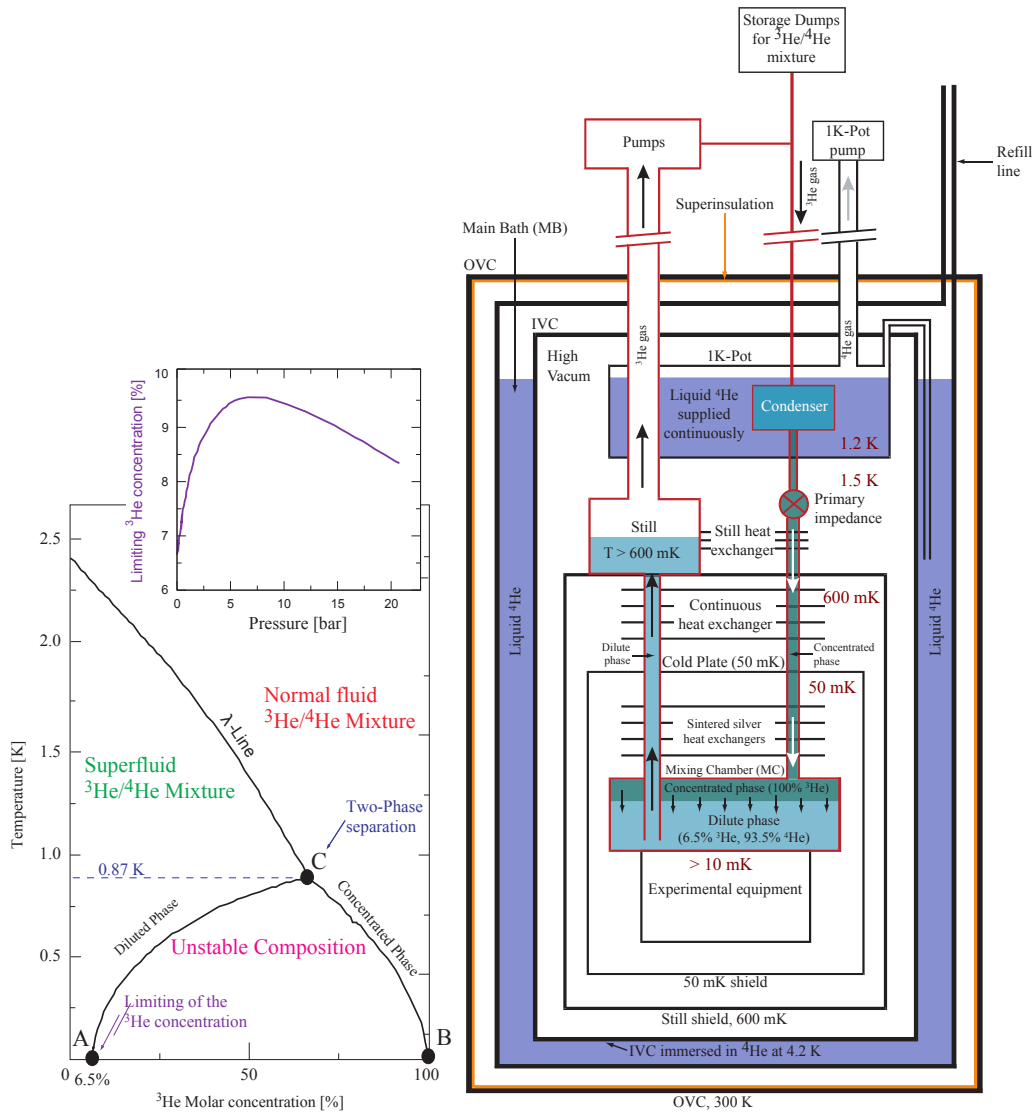 Storage Dumps
for ³He/⁴He
mixture
Pumps
1K-Pot
pump
Refill
line
³He gas
Superinsulation
Main Bath (MB)
OVC
IVC
³He gas
⁴He gas
High
Vacum
1K-Pot
Liquid ⁴He
supplied
continuously
Condenser
1.2 K
1.5 K
Primary
impedance
Still
T > 600 mK
Still heat
exchanger
600 mK
Continuous
heat exchanger
Liquid ⁴He
Liquid ⁴He
Dilute
phase
Concentrated
phase
Cold Plate (50 mK)
50 mK
Sintered silver
heat exchangers
Mixing Chamber (MC)
Concentrated phase (100% ³He)
Dilute phase
(6.5% ³He, 93.5% ⁴He)
> 10 mK
Experimental equipment
50 mK shield
Still shield, 600 mK
IVC immersed in ⁴He at 4.2 K
OVC, 300 K
Limiting ³He concentration [%]
10
9
8
7
6
0
5
10
15
20
Pressure [bar]
Temperature [K]
2.5
2.0
1.0
1.5
1.0
0.5
0
λ-Line
Normal fluid
³He/⁴He Mixture
Superfluid
³He/⁴He Mixture
Two-Phase
separation
C
0.87 K
Diluted Phase
Concentrated Phase
Unstable Composition
Limiting of the
³He concentration
A
B
0
6.5%
50
100
³He Molar concentration [%]